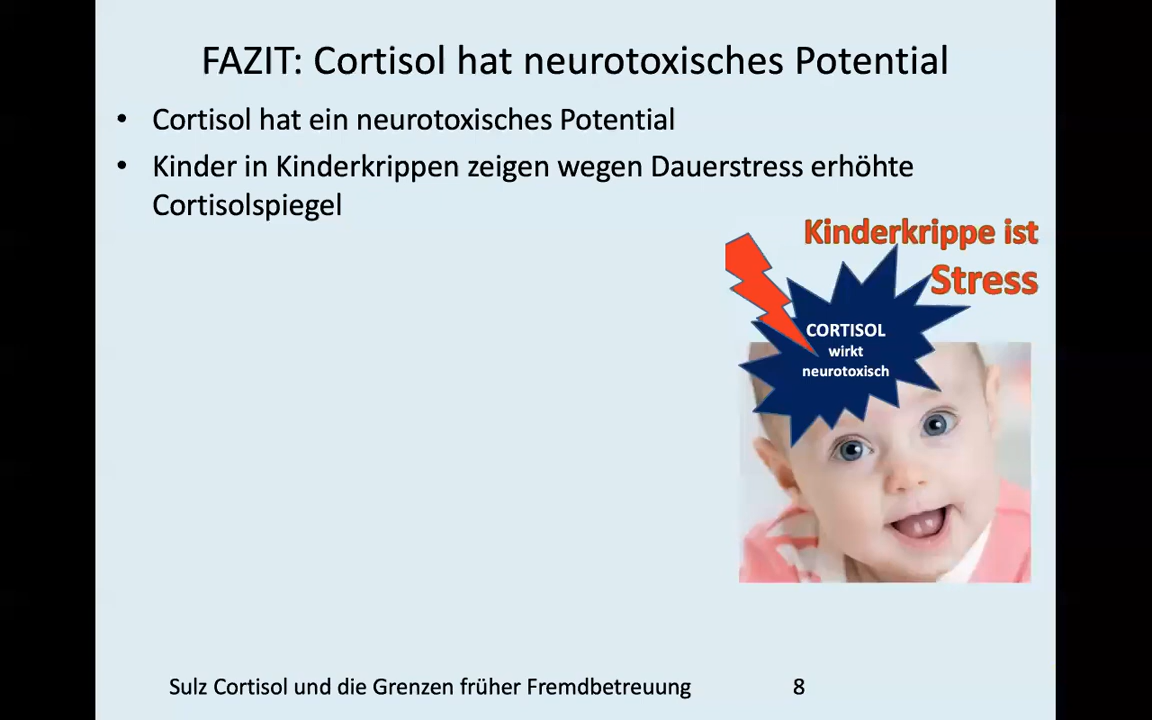 FAZIT: Cortisol hat neurotoxisches Potential
• Cortisol hat ein neurotoxisches Potential
• Kinder in Kinderkrippen zeigen wegen Dauerstress erhöhte
Cortisolspiegel
Kinderkrippe ist
Stress
CORTISOL
wirkt
neurotoxisch
Sulz Cortisol und die Grenzen früher Fremdbetreuung
8